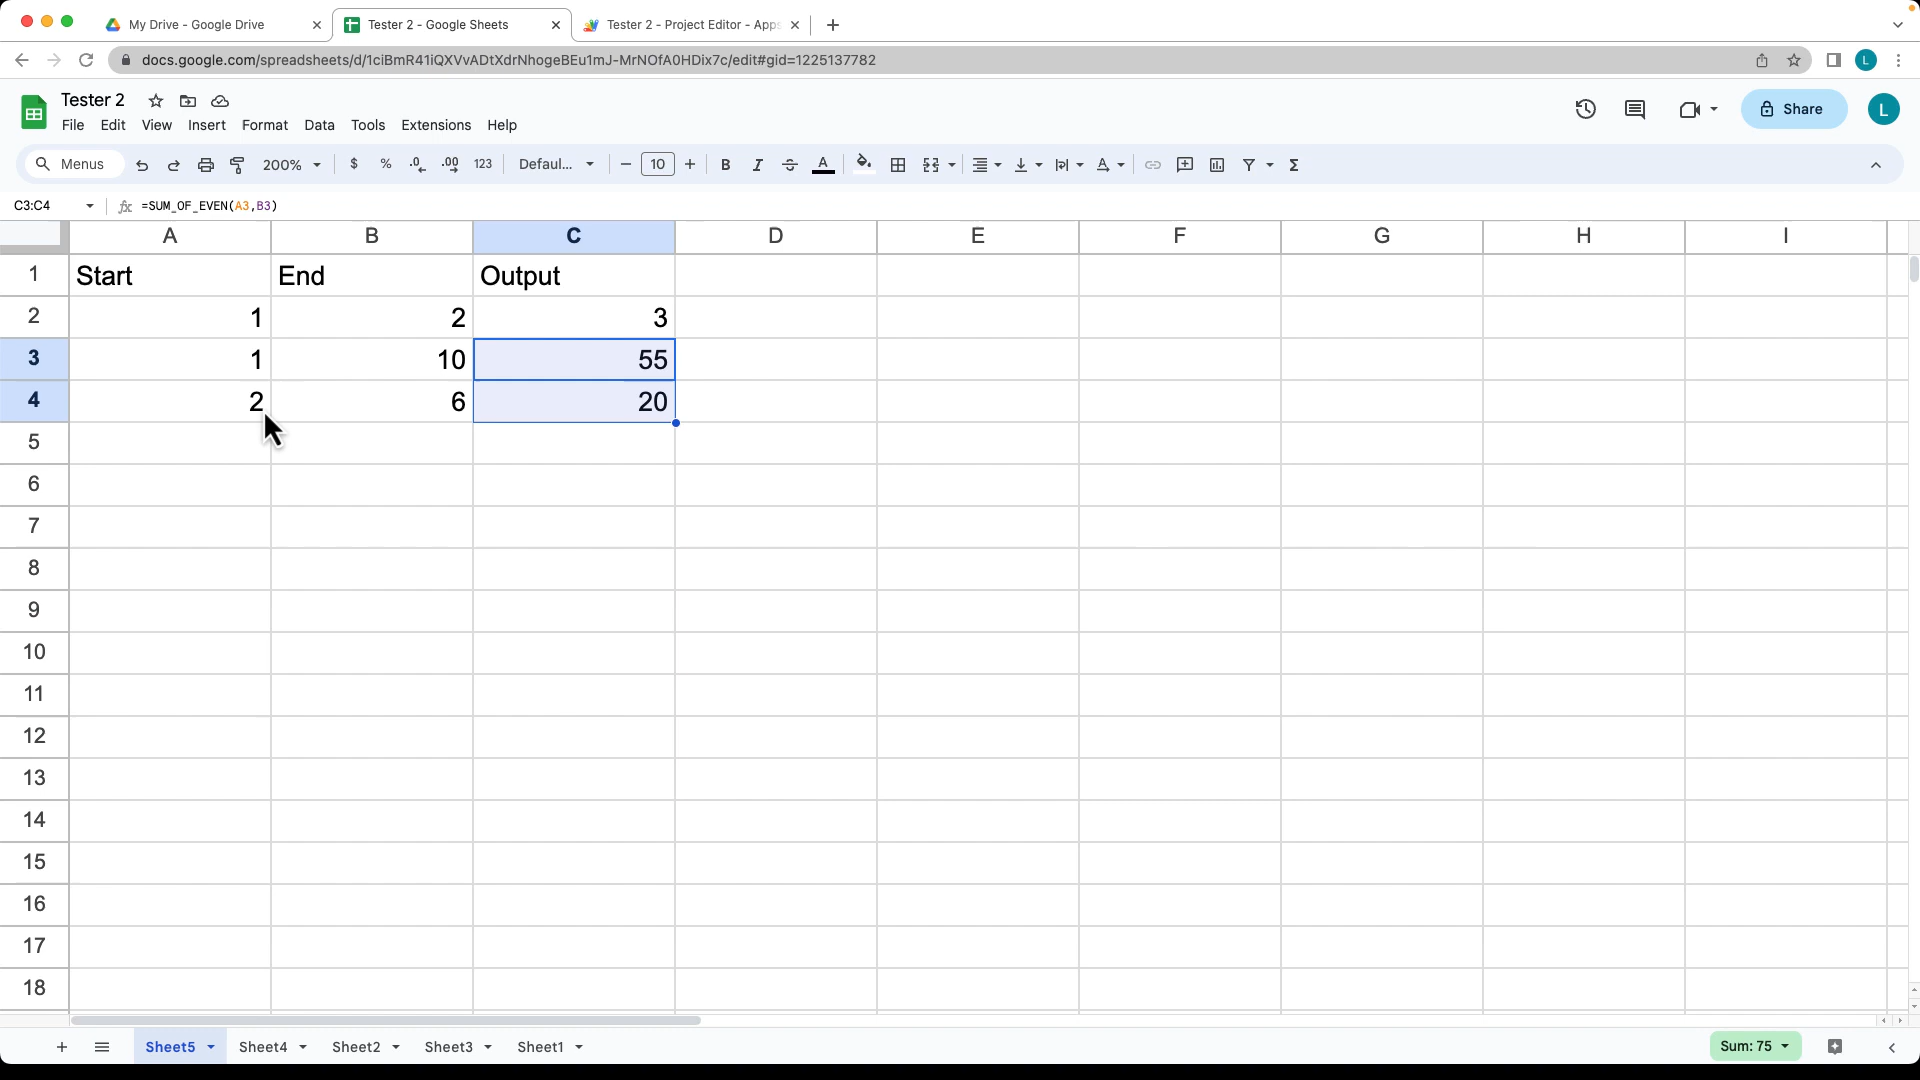 My Drive - Google Drive
Tester 2 - Google Sheets
Tester 2 - Project Editor - Apps
docs.google.com/spreadsheets/d/1ciBmR41iQXVvADtXdrNhogeBEu1mJ-MrNOfA0HDix7c/edit#gid=1225137782
L
Tester 2
File Edit View Insert Format Data Tools Extensions Help
Share
L
Menus 200% $ % .0 .00 123 Defaul... 10 B I A
C3:C4 fx =SUM_OF_EVEN(A3,B3)
A B C D E F G H I
1 Start End Output
2 1 2 3
3 1 10 55
4 2 6 20
5
6
7
8
9
10
11
12
13
14
15
16
17
18
Sheet5 Sheet4 Sheet2 Sheet3 Sheet1 Sum: 75